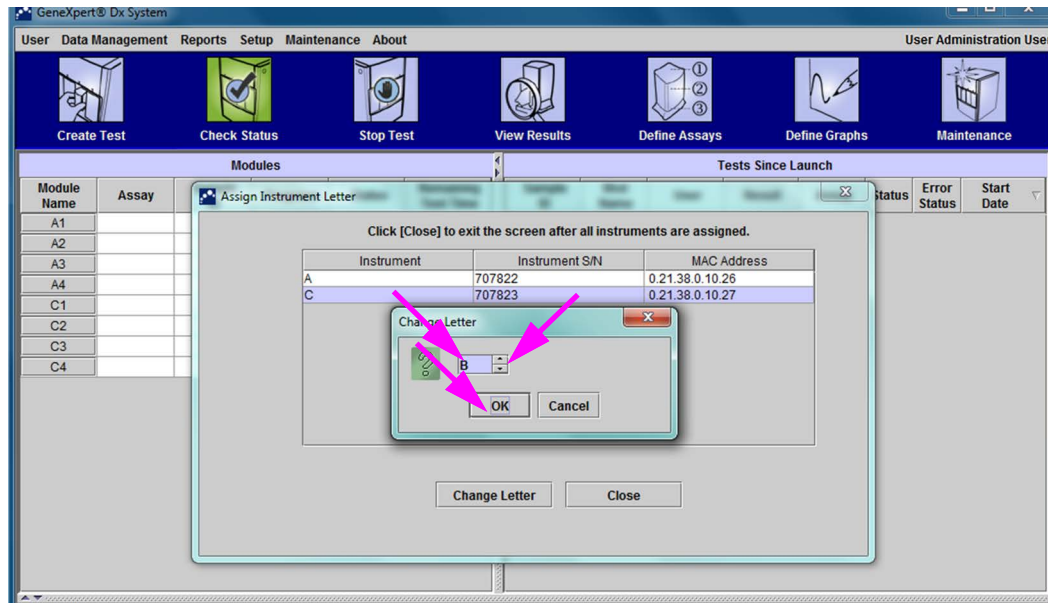 GeneXpert® Dx System
User Data Management Reports Setup Maintenance About User Administration Use
Create Test Check Status Stop Test View Results Define Assays Define Graphs Maintenance
Modules Tests Since Launch
Module Name Assay Status Error Status Start Date
Assign Instrument Letter
Click [Close] to exit the screen after all instruments are assigned.
Instrument Instrument S/N MAC Address
A 707822 0.21.38.0.10.26
C 707823 0.21.38.0.10.27
Change Letter
B
OK Cancel
Change Letter Close
A1
A2
A3
A4
C1
C2
C3
C4